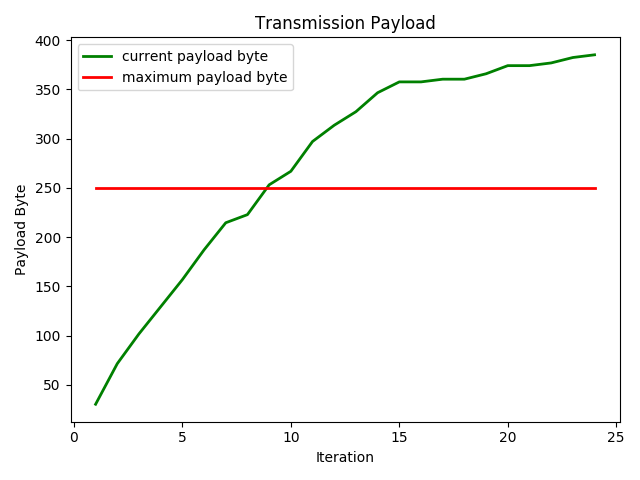 Transmission Payload
current payload byte
maximum payload byte
400
350
300
250
200
150
100
50
Payload Byte
0 5 10 15 20 25
Iteration